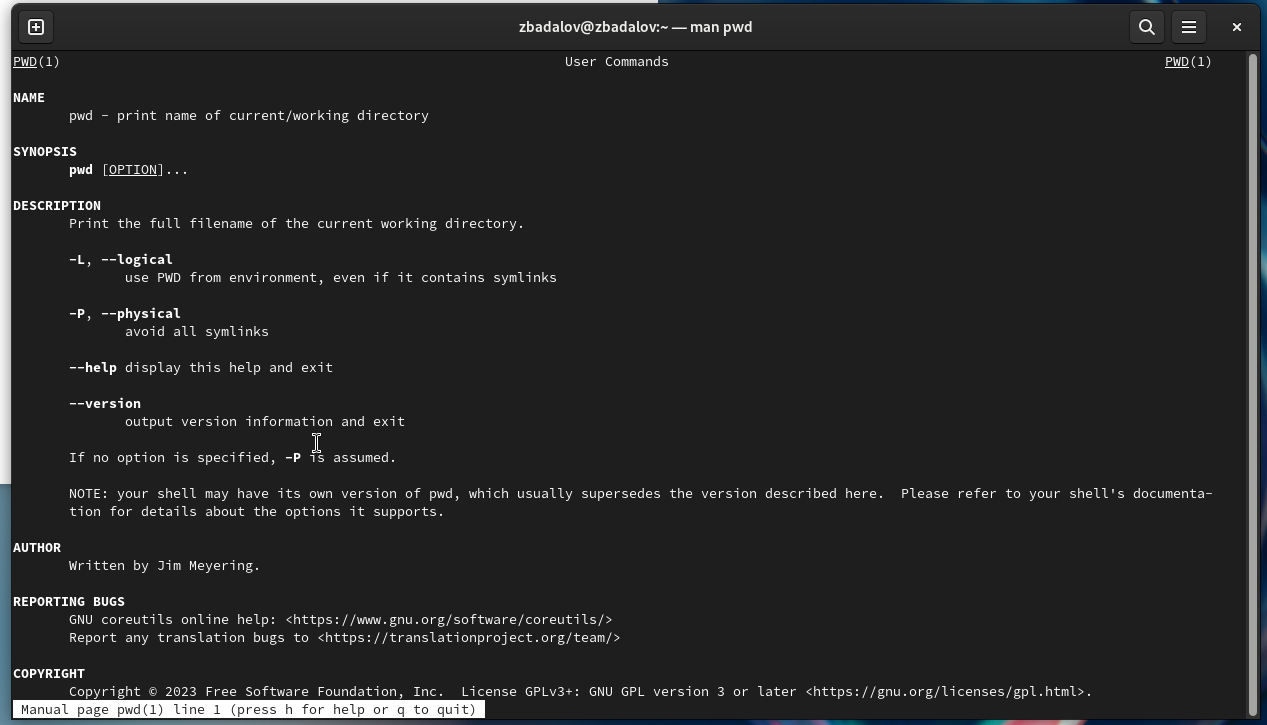 zbadalov@zbadalov:~ — man pwd
PWD(1) User Commands PWD(1)
NAME
pwd - print name of current/working directory
SYNOPSIS
pwd [OPTION]...
DESCRIPTION
Print the full filename of the current working directory.
-L, --logical
use PWD from environment, even if it contains symlinks
-P, --physical
avoid all symlinks
--help display this help and exit
--version
output version information and exit
If no option is specified, -P is assumed.
NOTE: your shell may have its own version of pwd, which usually supersedes the version described here.  Please refer to your shell's documenta-
tion for details about the options it supports.
AUTHOR
Written by Jim Meyering.
REPORTING BUGS
GNU coreutils online help: <https://www.gnu.org/software/coreutils/>
Report any translation bugs to <https://translationproject.org/team/>
COPYRIGHT
Copyright © 2023 Free Software Foundation, Inc.  License GPLv3+: GNU GPL version 3 or later <https://gnu.org/licenses/gpl.html>.
Manual page pwd(1) line 1 (press h for help or q to quit)